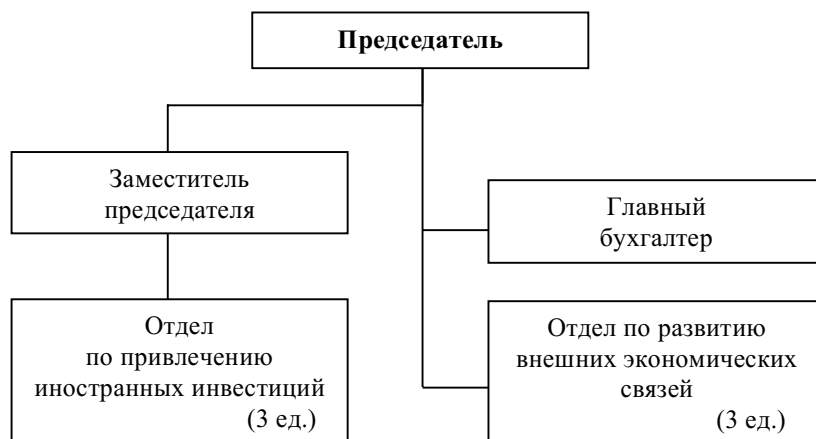 Председатель
Заместитель
председателя
Главный
бухгалтер
Отдел
по привлечению
иностранных инвестиций
(3 ед.)
Отдел по развитию
внешних экономических
связей
(3 ед.)